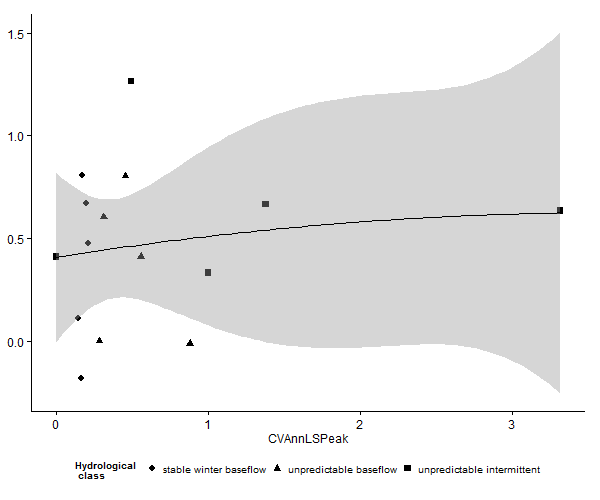 1.5
1.0
0.5
0.0
0 1 2 3
CVAnnLSPeak
Hydrological
class
stable winter baseflow unpredictable baseflow unpredictable intermittent